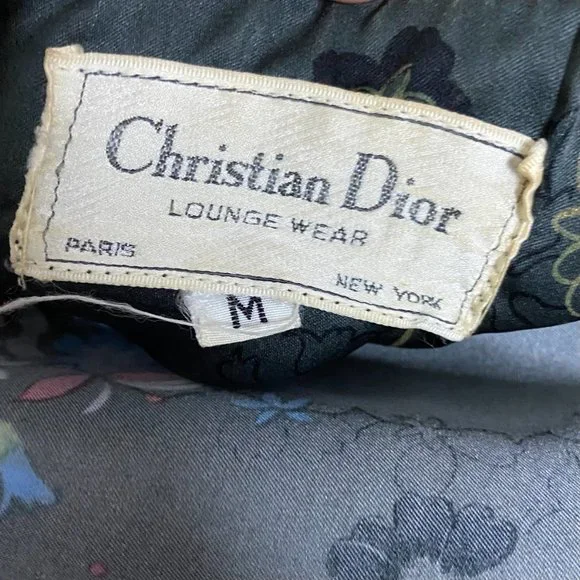 Christian Dior
LOUNGE WEAR
PARIS
NEW YORK
M